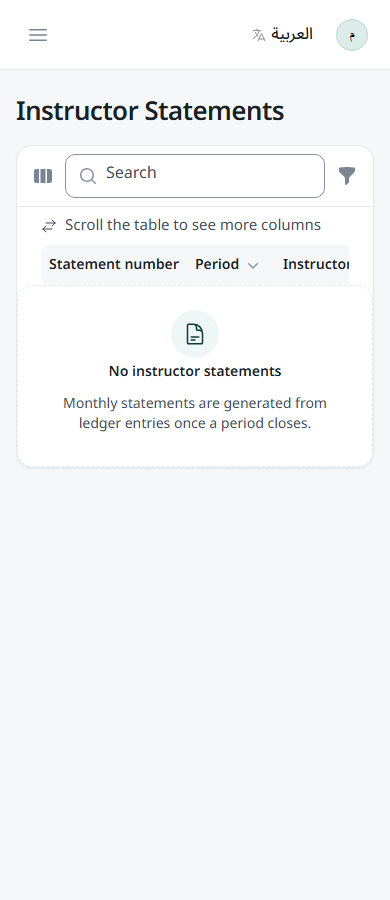 العربية
م
Instructor Statements
Search
Scroll the table to see more columns
Statement number Period Instructor
No instructor statements
Monthly statements are generated from
ledger entries once a period closes.